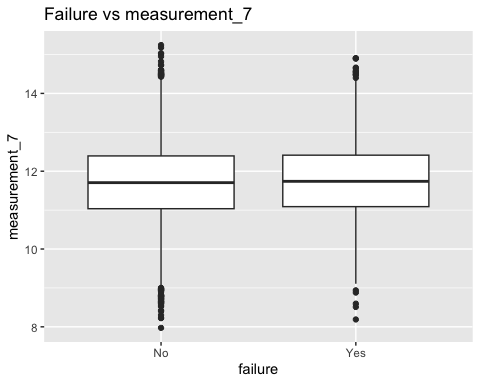 Failure vs measurement_7
measurement_7
14
12
10
8
No
Yes
failure